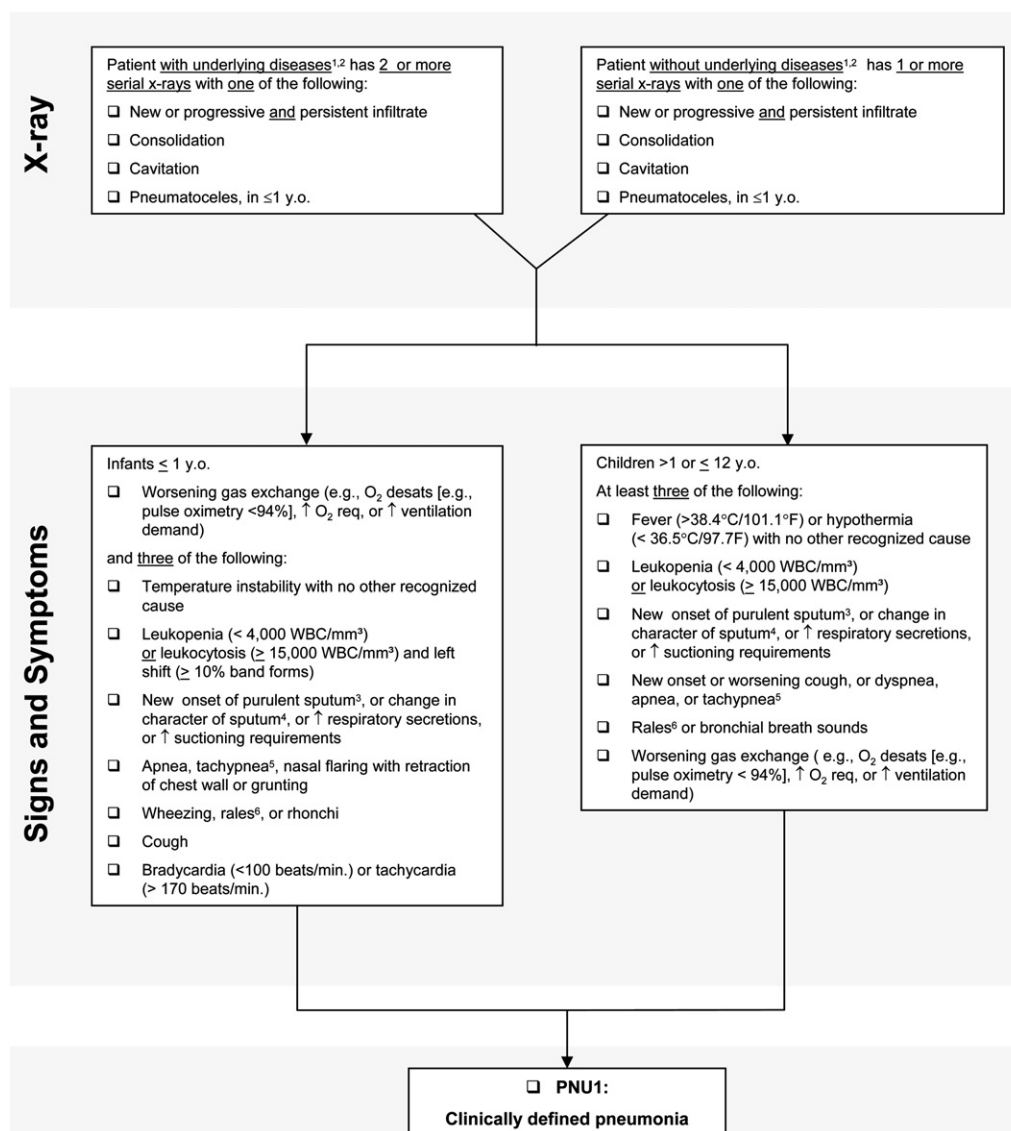 X-ray
Patient with underlying diseases¹,² has 2 or more
serial x-rays with one of the following:
❑ New or progressive and persistent infiltrate
❑ Consolidation
❑ Cavitation
❑ Pneumatoceles, in ≤1 y.o.
Patient without underlying diseases¹,² has 1 or more
serial x-rays with one of the following:
❑ New or progressive and persistent infiltrate
❑ Consolidation
❑ Cavitation
❑ Pneumatoceles, in ≤1 y.o.
Signs and Symptoms
Infants ≤ 1 y.o.
❑ Worsening gas exchange (e.g., O₂ desats [e.g.,
pulse oximetry <94%], ↑ O₂ req, or ↑ ventilation
demand)
and three of the following:
❑ Temperature instability with no other recognized
cause
❑ Leukopenia (< 4,000 WBC/mm³)
or leukocytosis (≥ 15,000 WBC/mm³) and left
shift (≥ 10% band forms)
❑ New onset of purulent sputum³, or change in
character of sputum⁴, or ↑ respiratory secretions,
or ↑ suctioning requirements
❑ Apnea, tachypnea⁵, nasal flaring with retraction
of chest wall or grunting
❑ Wheezing, rales⁶, or rhonchi
❑ Cough
❑ Bradycardia (<100 beats/min.) or tachycardia
(> 170 beats/min.)
Children >1 or ≤ 12 y.o.
At least three of the following:
❑ Fever (>38.4°C/101.1°F) or hypothermia
(< 36.5°C/97.7F) with no other recognized cause
❑ Leukopenia (< 4,000 WBC/mm³)
or leukocytosis (≥ 15,000 WBC/mm³)
❑ New onset of purulent sputum³, or change in
character of sputum⁴, or ↑ respiratory secretions,
or ↑ suctioning requirements
❑ New onset or worsening cough, or dyspnea,
apnea, or tachypnea⁵
❑ Rales⁶ or bronchial breath sounds
❑ Worsening gas exchange ( e.g., O₂ desats [e.g.,
pulse oximetry < 94%], ↑ O₂ req, or ↑ ventilation
demand)
❑ PNU1:
Clinically defined pneumonia